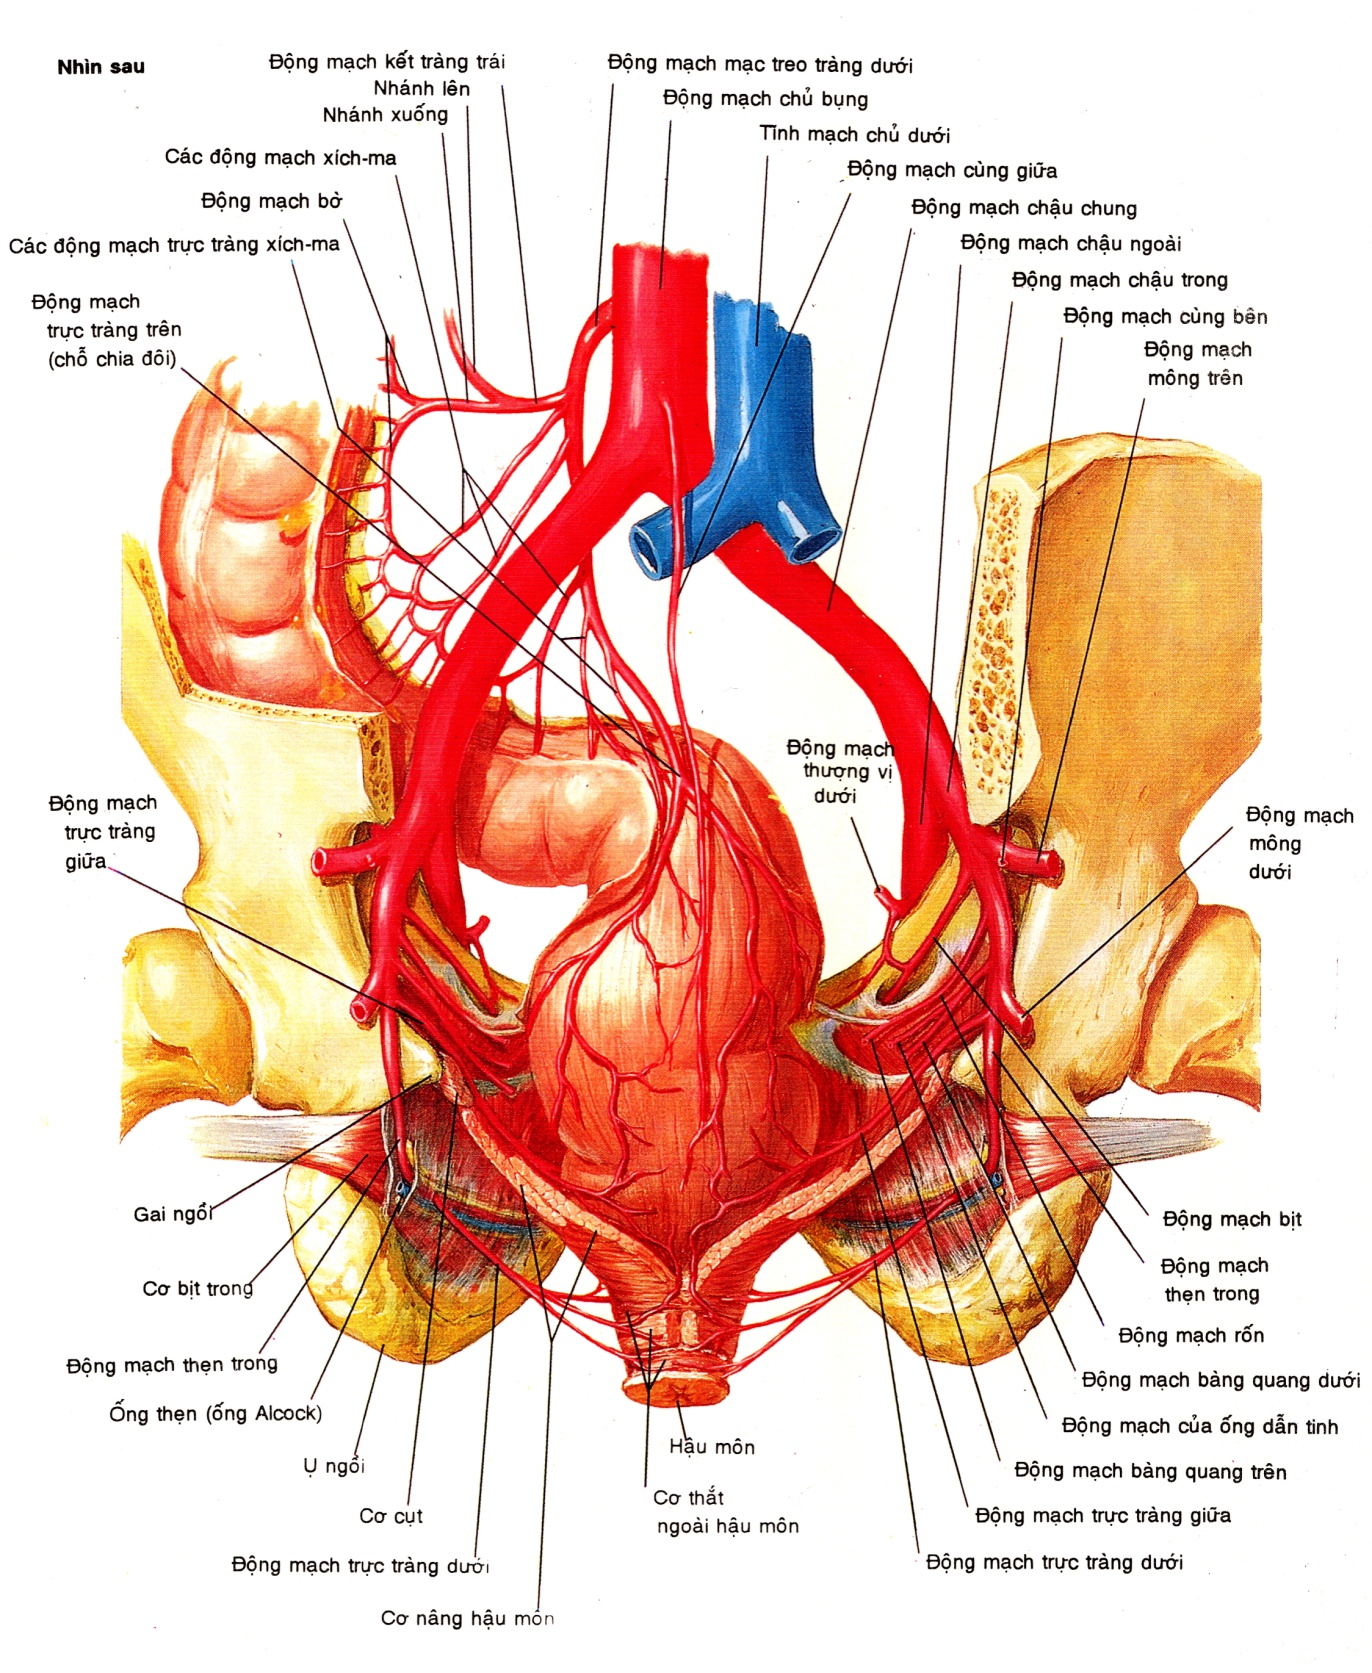 Nhìn sau
Động mạch kết tràng trái
Nhánh lên
Nhánh xuống
Các động mạch xích-ma
Động mạch bờ
Các động mạch trực tràng xích-ma
Động mạch
trực tràng trên
(chỗ chia đôi)
Động mạch mạc treo tràng dưới
Động mạch chủ bụng
Tĩnh mạch chủ dưới
Động mạch cùng giữa
Động mạch chậu chung
Động mạch chậu ngoài
Động mạch chậu trong
Động mạch cùng bên
Động mạch
mông trên
Động mạch
thượng vị
dưới
Động mạch
trực tràng
giữa
Động mạch
mông
dưới
Gai ngồi
Cơ bịt trong
Động mạch thẹn trong
Ống thẹn (ống Alcock)
Ụ ngồi
Cơ cụt
Động mạch trực tràng dưới
Cơ nâng hậu môn
Hậu môn
Cơ thắt
ngoài hậu môn
Động mạch bịt
Động mạch
thẹn trong
Động mạch rốn
Động mạch bàng quang dưới
Động mạch của ống dẫn tinh
Động mạch bàng quang trên
Động mạch trực tràng giữa
Động mạch trực tràng dưới